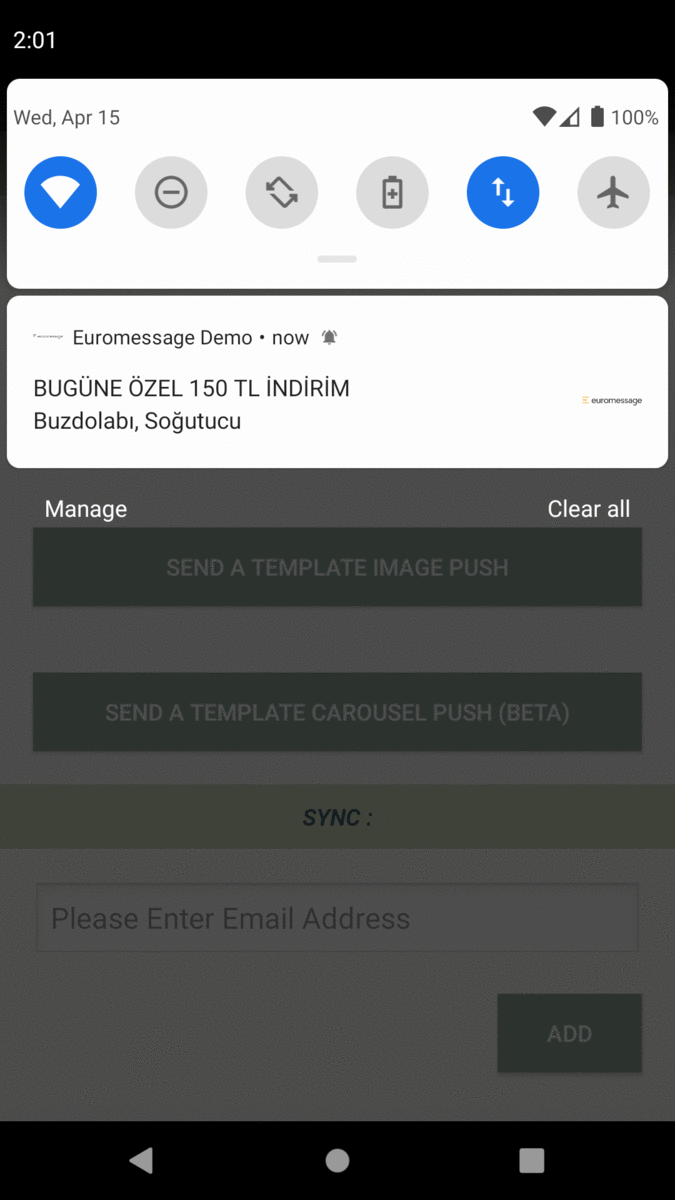 2:01
Wed, Apr 15
100%
Euromessage Demo • now
BUGÜNE ÖZEL 150 TL İNDİRİM
Buzdolabı, Soğutucu
euromessage
Manage
Clear all
SEND A TEMPLATE IMAGE PUSH
SEND A TEMPLATE CAROUSEL PUSH (BETA)
SYNC :
Please Enter Email Address
ADD